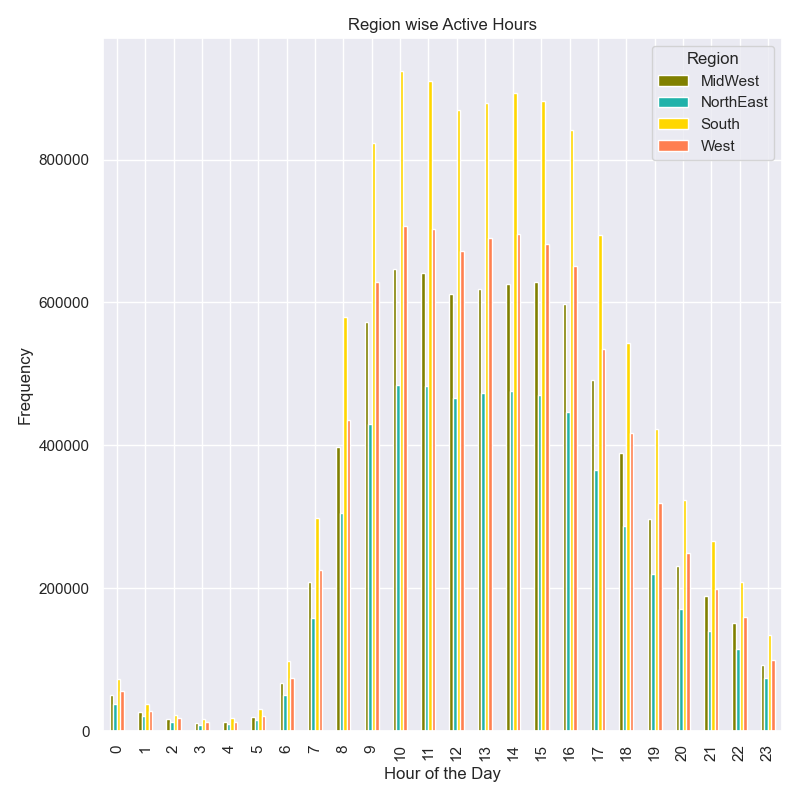 Region wise Active Hours
Region
MidWest
NorthEast
South
West
800000
600000
400000
200000
0
Frequency
0 1 2 3 4 5 6 7 8 9 10 11 12 13 14 15 16 17 18 19 20 21 22 23
Hour of the Day